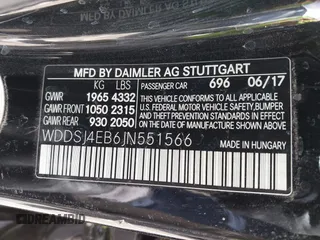 MFD BY DAIMLER AG STUTTGART
KG LBS
PASSENGER CAR 696 06/17
GVWR 1965 4332
GAWR FRONT 1050 2315
GAWR REAR 930 2050
THIS VEHICLE CONFORMS TO ALL APPLICABLE
U.S. FEDERAL MOTOR VEHICLE SAFETY, BUMPER,
AND THEFT PREVENTION STANDARDS IN EFFECT
ON THE DATE OF MANUFACTURE SHOWN ABOVE.
WDDSJ4EB6JN551566
MADE IN HUNGARY
DREAMBID